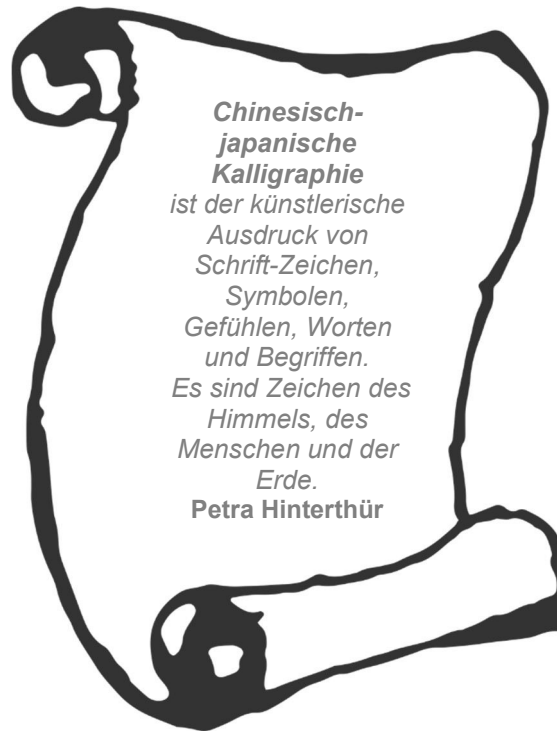 Chinesisch-
japanische
Kalligraphie
ist der künstlerische
Ausdruck von
Schrift-Zeichen,
Symbolen,
Gefühlen, Worten
und Begriffen.
Es sind Zeichen des
Himmels, des
Menschen und der
Erde.
Petra Hinterthür